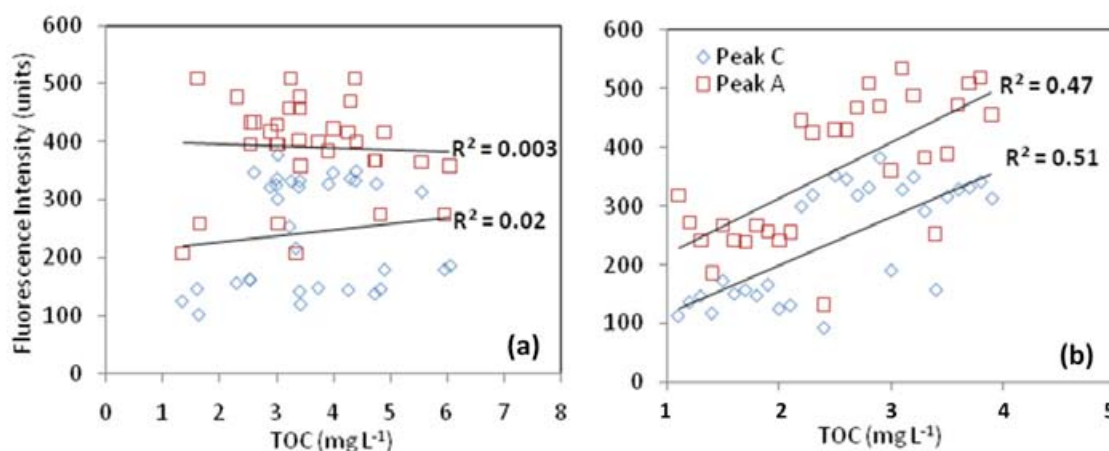 600
500
400
300
200
100
0
Fluorescence Intensity (units)
R² = 0.003
R² = 0.02
(a)
0 1 2 3 4 5 6 7 8
TOC (mg L⁻¹)
600
500
400
300
200
100
0
Peak C
Peak A
R² = 0.47
R² = 0.51
(b)
1 2 3 4 5
TOC (mg L⁻¹)